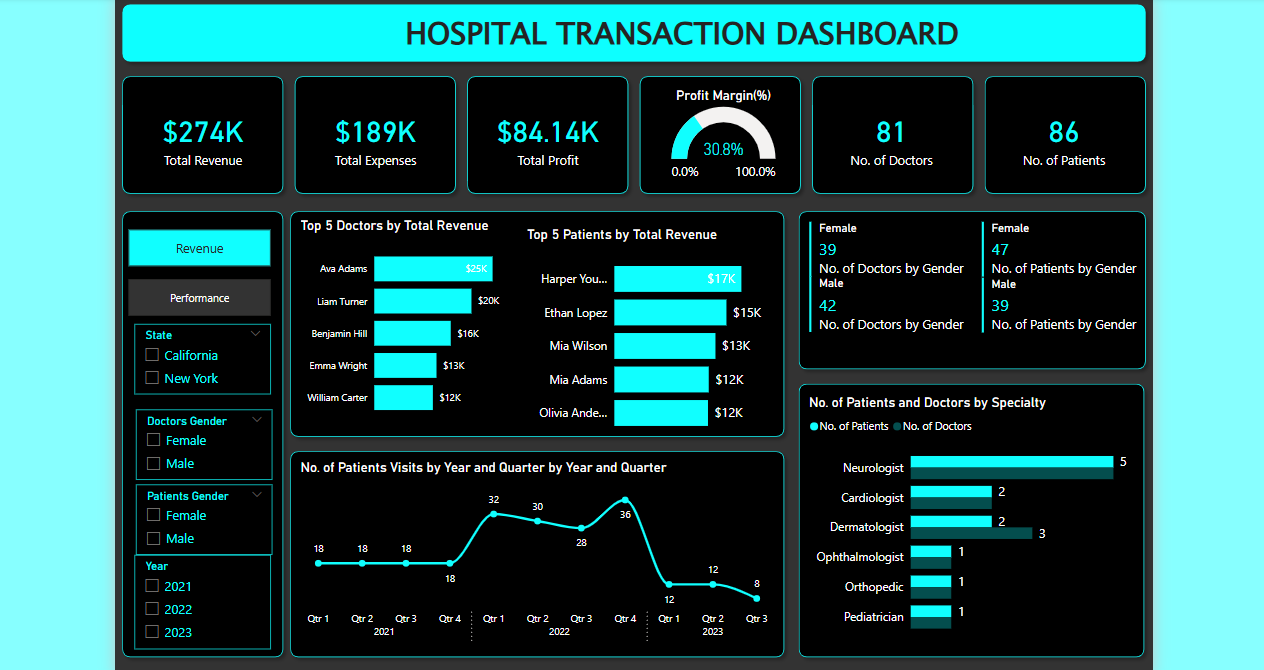 HOSPITAL TRANSACTION DASHBOARD
$274K
Total Revenue
$189K
Total Expenses
$84.14K
Total Profit
Profit Margin(%)
30.8%
0.0%
100.0%
81
No. of Doctors
86
No. of Patients
Revenue
Performance
State
California
New York
Doctors Gender
Female
Male
Patients Gender
Female
Male
Year
2021
2022
2023
Top 5 Doctors by Total Revenue
Ava Adams $25K
Liam Turner $20K
Benjamin Hill $16K
Emma Wright $13K
William Carter $12K
Top 5 Patients by Total Revenue
Harper You... $17K
Ethan Lopez $15K
Mia Wilson $13K
Mia Adams $12K
Olivia Ande... $12K
No. of Patients Visits by Year and Quarter by Year and Quarter
18 18 18 18 32 30 28 36 12 12 8
Qtr 1 Qtr 2 Qtr 3 Qtr 4 Qtr 1 Qtr 2 Qtr 3 Qtr 4 Qtr 1 Qtr 2 Qtr 3
2021 2022 2023
Female
39
No. of Doctors by Gender
Male
42
No. of Doctors by Gender
Female
47
No. of Patients by Gender
Male
39
No. of Patients by Gender
No. of Patients and Doctors by Specialty
No. of Patients No. of Doctors
Neurologist 5
Cardiologist 2
Dermatologist 2
3
Ophthalmologist 1
Orthopedic 1
Pediatrician 1